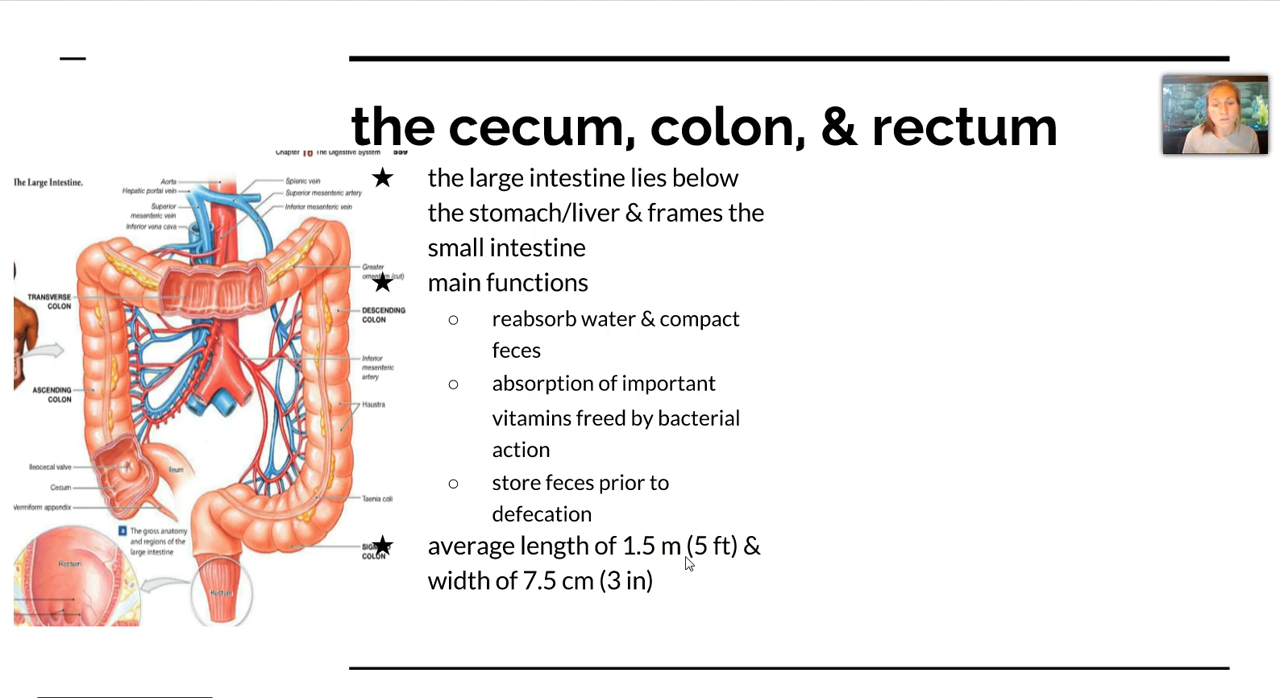 the cecum, colon, & rectum
Chapter 16 The Digestive System 559
The Large Intestine.
Aorta
Hepatic portal vein
Superior
mesenteric vein
Inferior vena cava
Splenic vein
Superior mesenteric artery
Inferior mesenteric vein
Greater
omentum (cut)
TRANSVERSE
COLON
DESCENDING
COLON
Inferior
mesenteric
artery
ASCENDING
COLON
Haustra
Ileocecal valve
Ileum
Cecum
Vermiform appendix
Taenia coli
a The gross anatomy
and regions of the
large intestine
COLON
Rectum
Rectum
★ the large intestine lies below
the stomach/liver & frames the
small intestine
★ main functions
○ reabsorb water & compact
feces
○ absorption of important
vitamins freed by bacterial
action
○ store feces prior to
defecation
★ average length of 1.5 m (5 ft) &
width of 7.5 cm (3 in)